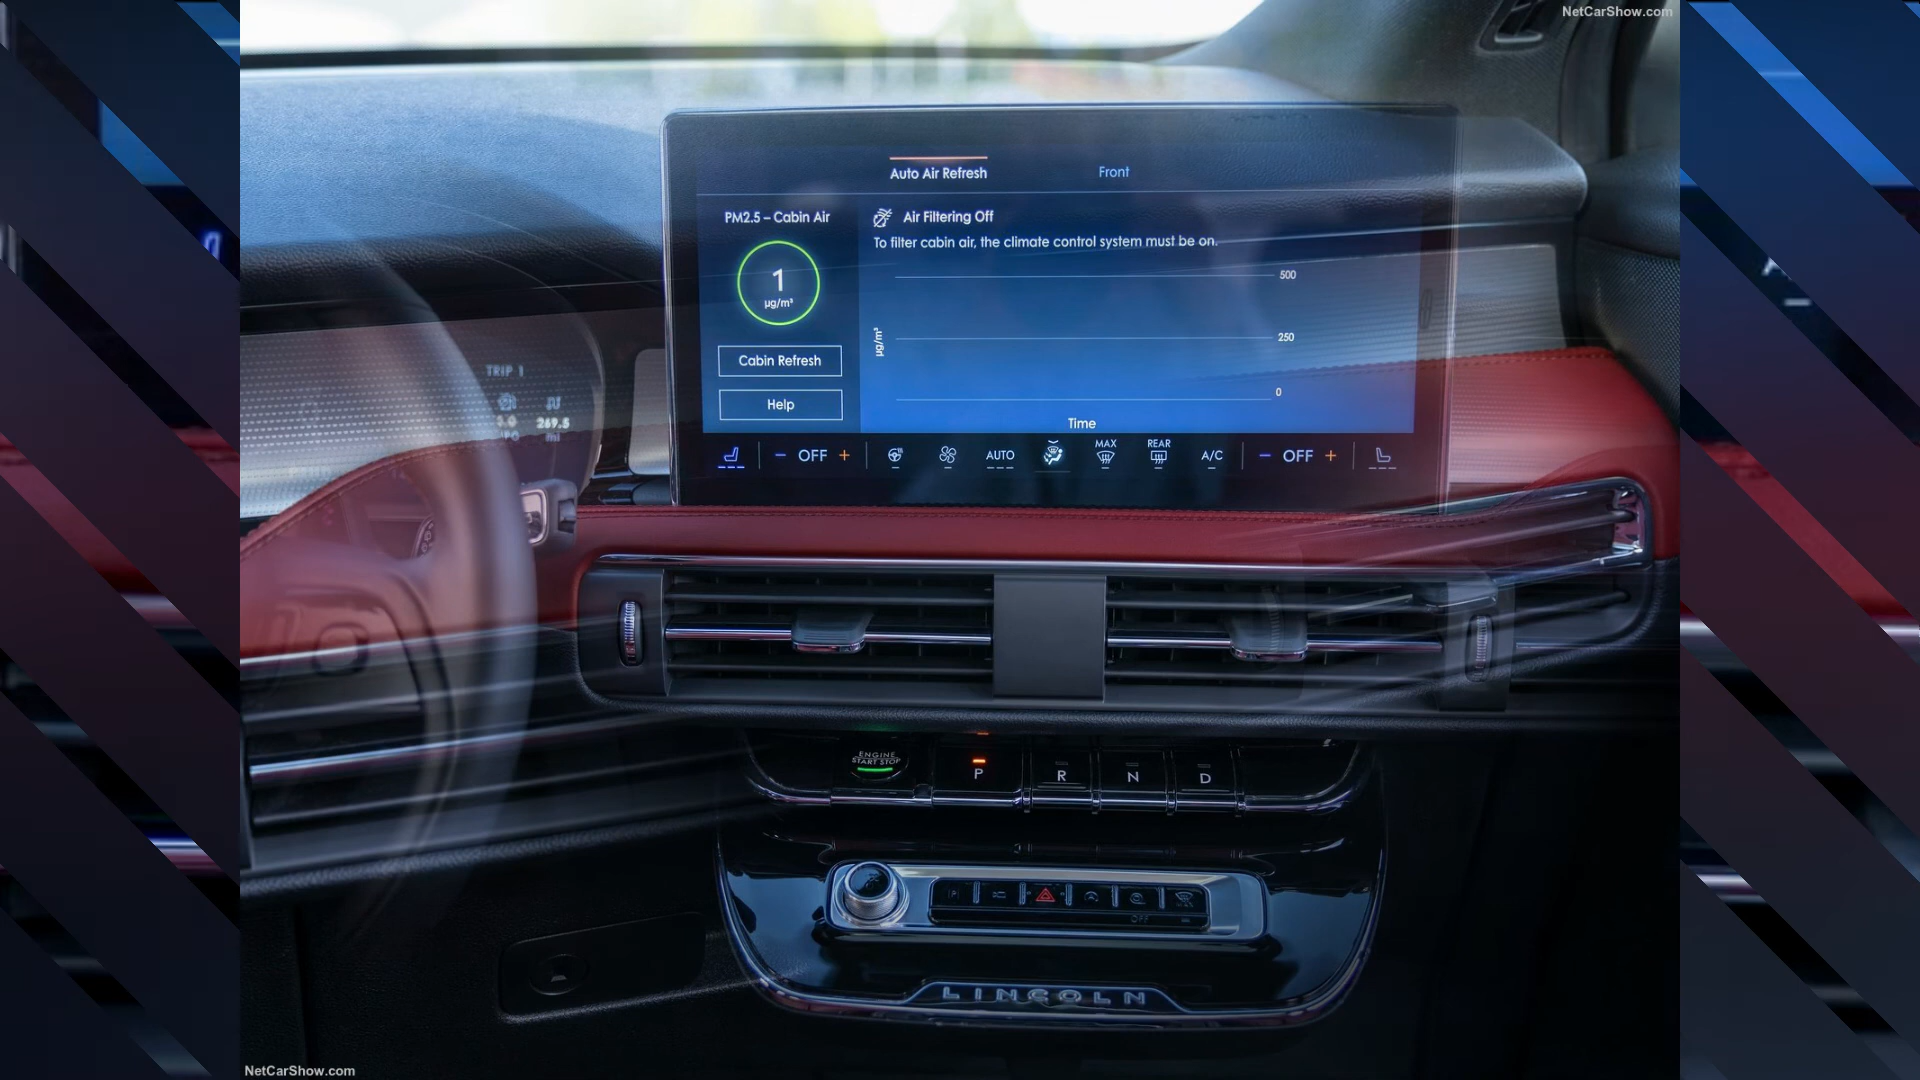 NetCarShow.com
Auto Air Refresh
Front
PM2.5 – Cabin Air
Air Filtering Off
To filter cabin air, the climate control system must be on.
1
µg/m³
500
250
0
µg/m³
Time
Cabin Refresh
Help
TRIP 1
269.5
mi
− OFF +
AUTO
MAX
REAR
A/C
− OFF +
ENGINE
START STOP
P
R
N
D
OFF
LINCOLN
NetCarShow.com